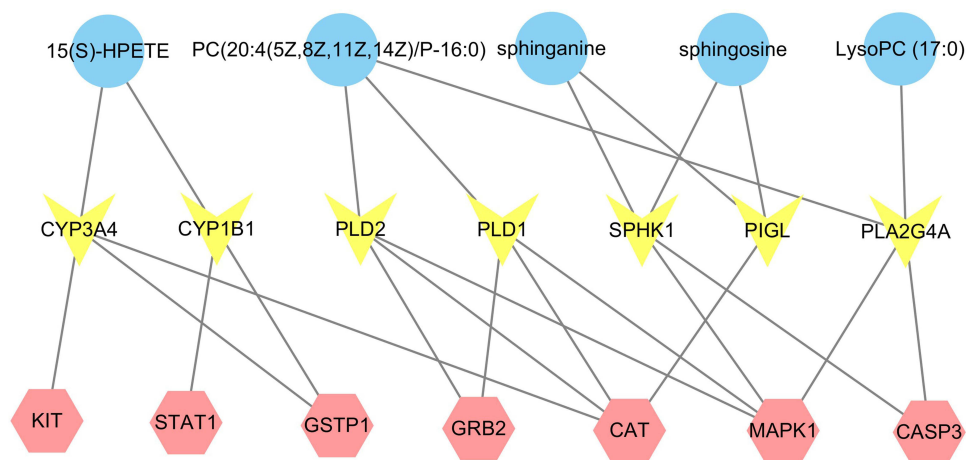 15(S)-HPETE
PC(20:4(5Z,8Z,11Z,14Z)/P-16:0)
sphinganine
sphingosine
LysoPC (17:0)
CYP3A4
CYP1B1
PLD2
PLD1
SPHK1
PIGL
PLA2G4A
KIT
STAT1
GSTP1
GRB2
CAT
MAPK1
CASP3